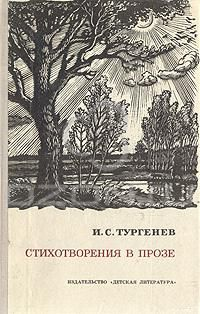 И.С.ТУРГЕНЕВ
СТИХОТВОРЕНИЯ В ПРОЗЕ
ИЗДАТЕЛЬСТВО «ДЕТСКАЯ ЛИТЕРАТУРА»